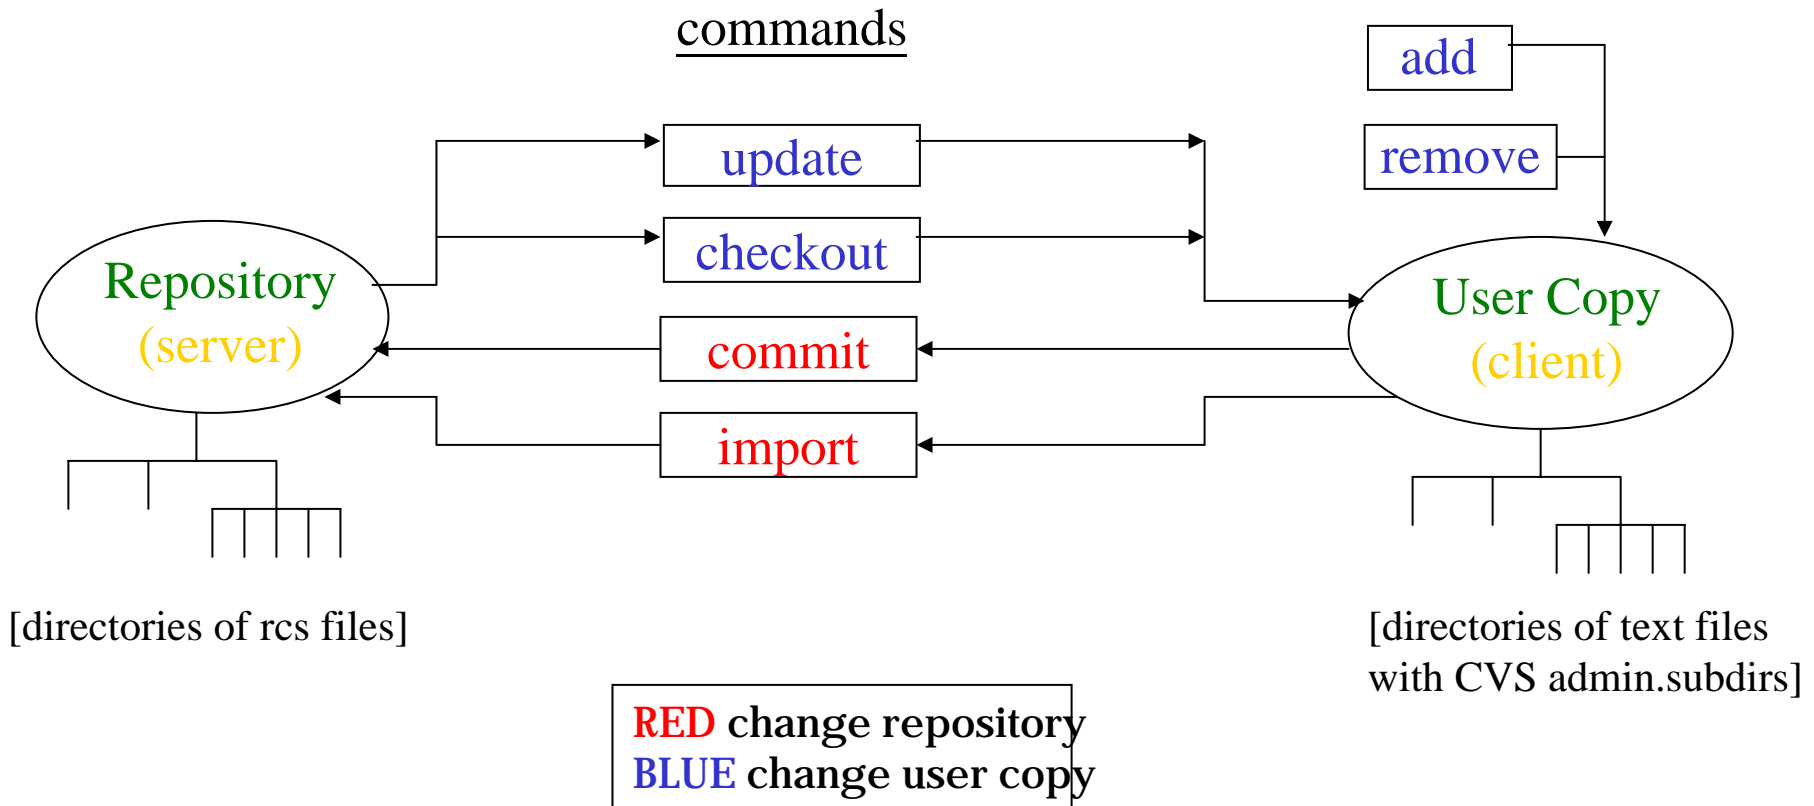 commands
add
update
remove
checkout
Repository
(server)
User Copy
(client)
commit
import
[directories of rcs files]
[directories of text files
with CVS admin.subdirs]
RED change repository
BLUE change user copy